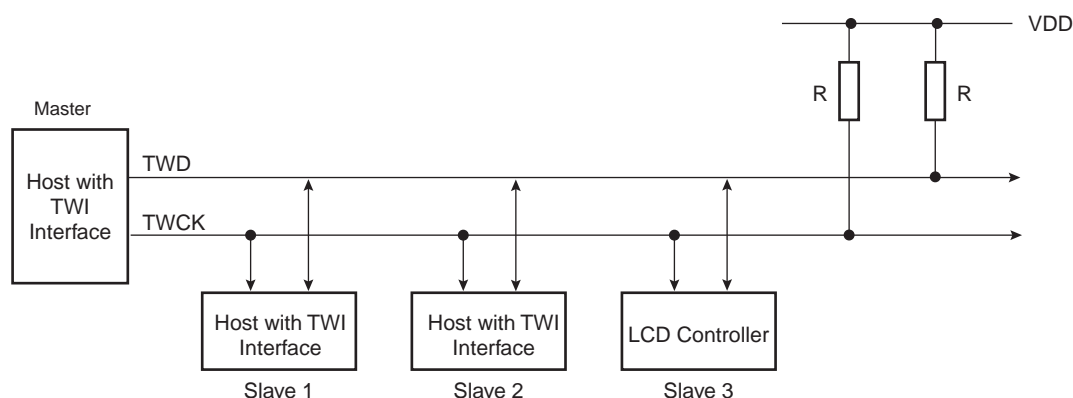 VDD
R
R
Master
Host with
TWI
Interface
TWD
TWCK
Host with TWI
Interface
Slave 1
Host with TWI
Interface
Slave 2
LCD Controller
Slave 3